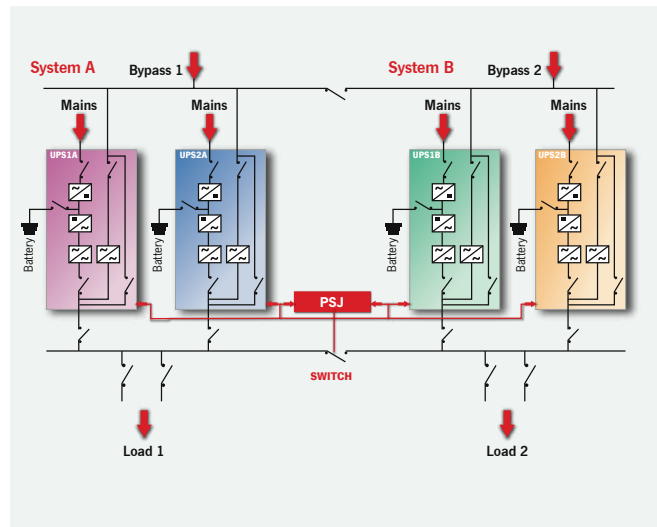 System A
Bypass 1
System B
Bypass 2
Mains
Mains
Mains
Mains
UPS1A
UPS2A
UPS1B
UPS2B
Battery
Battery
Battery
Battery
PSJ
SWITCH
Load 1
Load 2